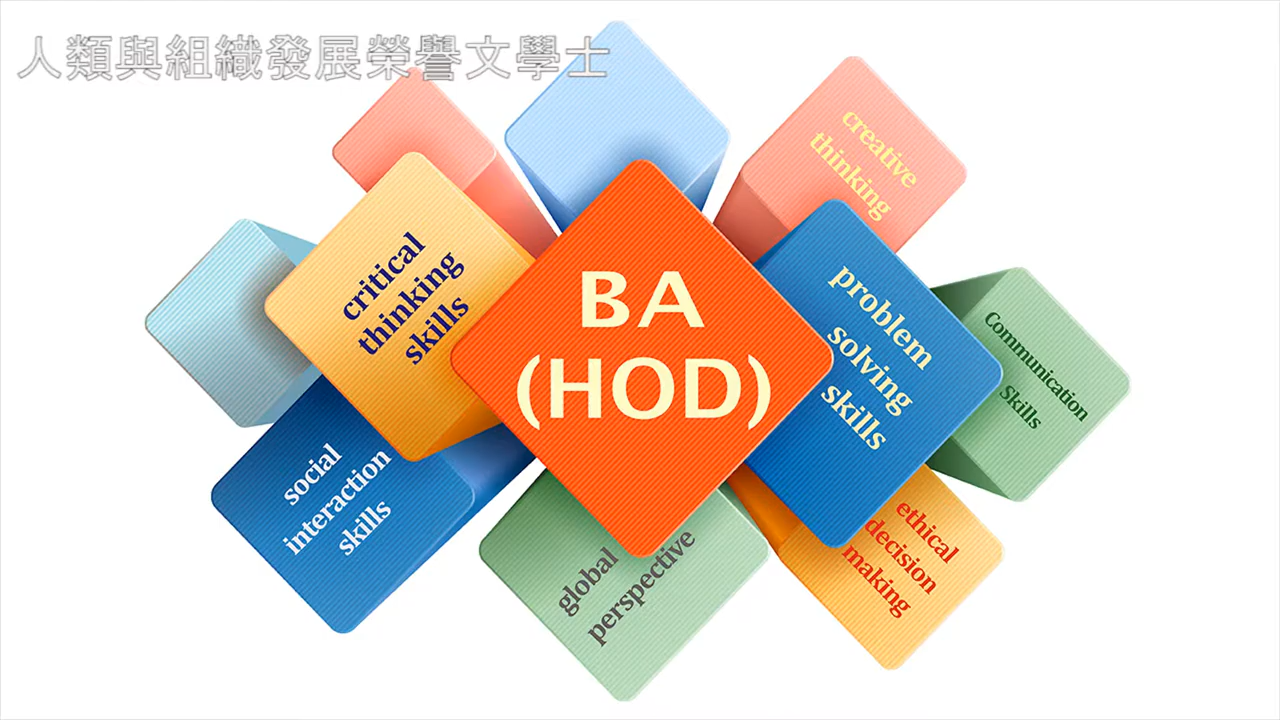 人類與組織發展榮譽文學士
creative
thinking
critical
thinking
skills
BA
(HOD)
problem
solving
skills
Communication
Skills
social
interaction
skills
global
perspective
ethical
decision
making